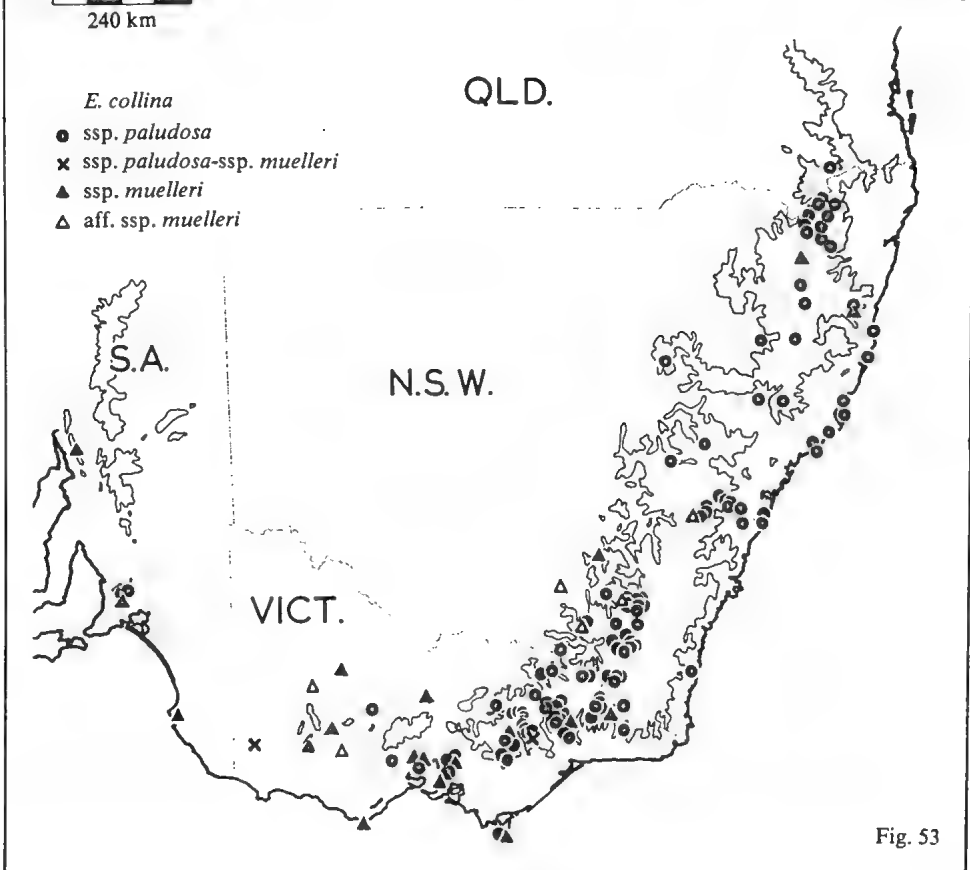 240 km
QLD.
E. collina
ssp. paludosa
ssp. paludosa-ssp. muelleri
ssp. muelleri
aff. ssp. muelleri
S.A.
N.S.W.
VICT.
Fig. 53